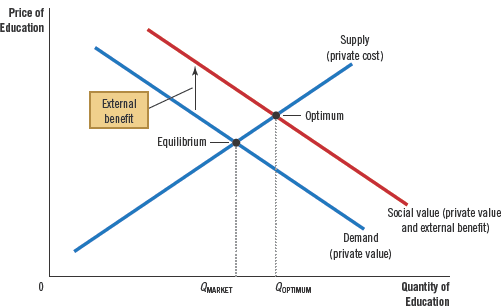 Price of
Education
Supply
(private cost)
External
benefit
Optimum
Equilibrium
Social value (private value
and external benefit)
Demand
(private value)
0
QMARKET
QOPTIMUM
Quantity of
Education